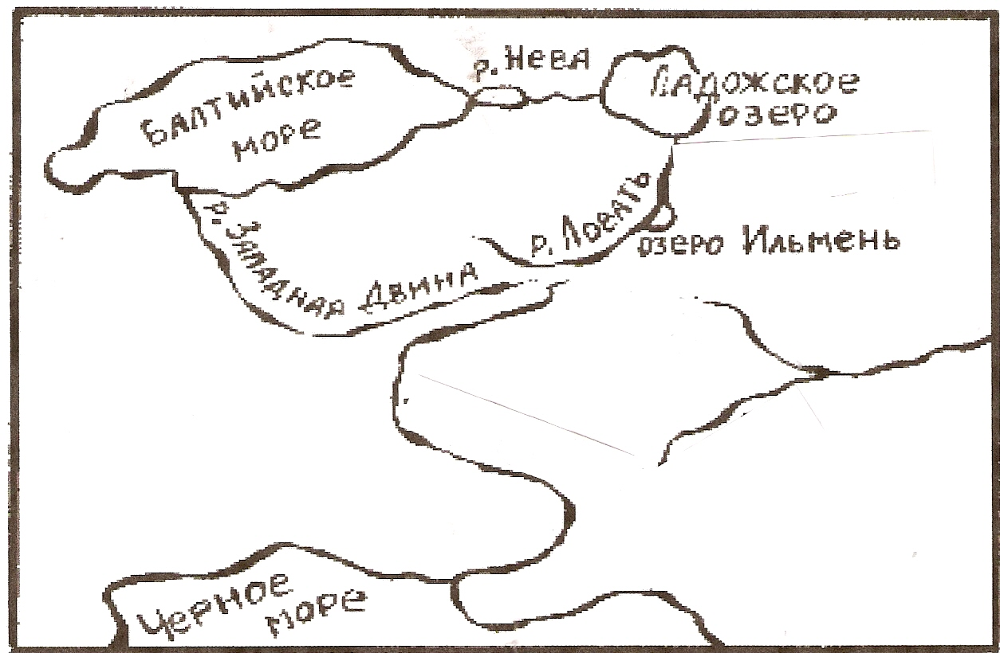 р. Нева
Балтийское
море
Ладожское
озеро
р. Западная Двина
р. Ловать
озеро Ильмень
Черное
море